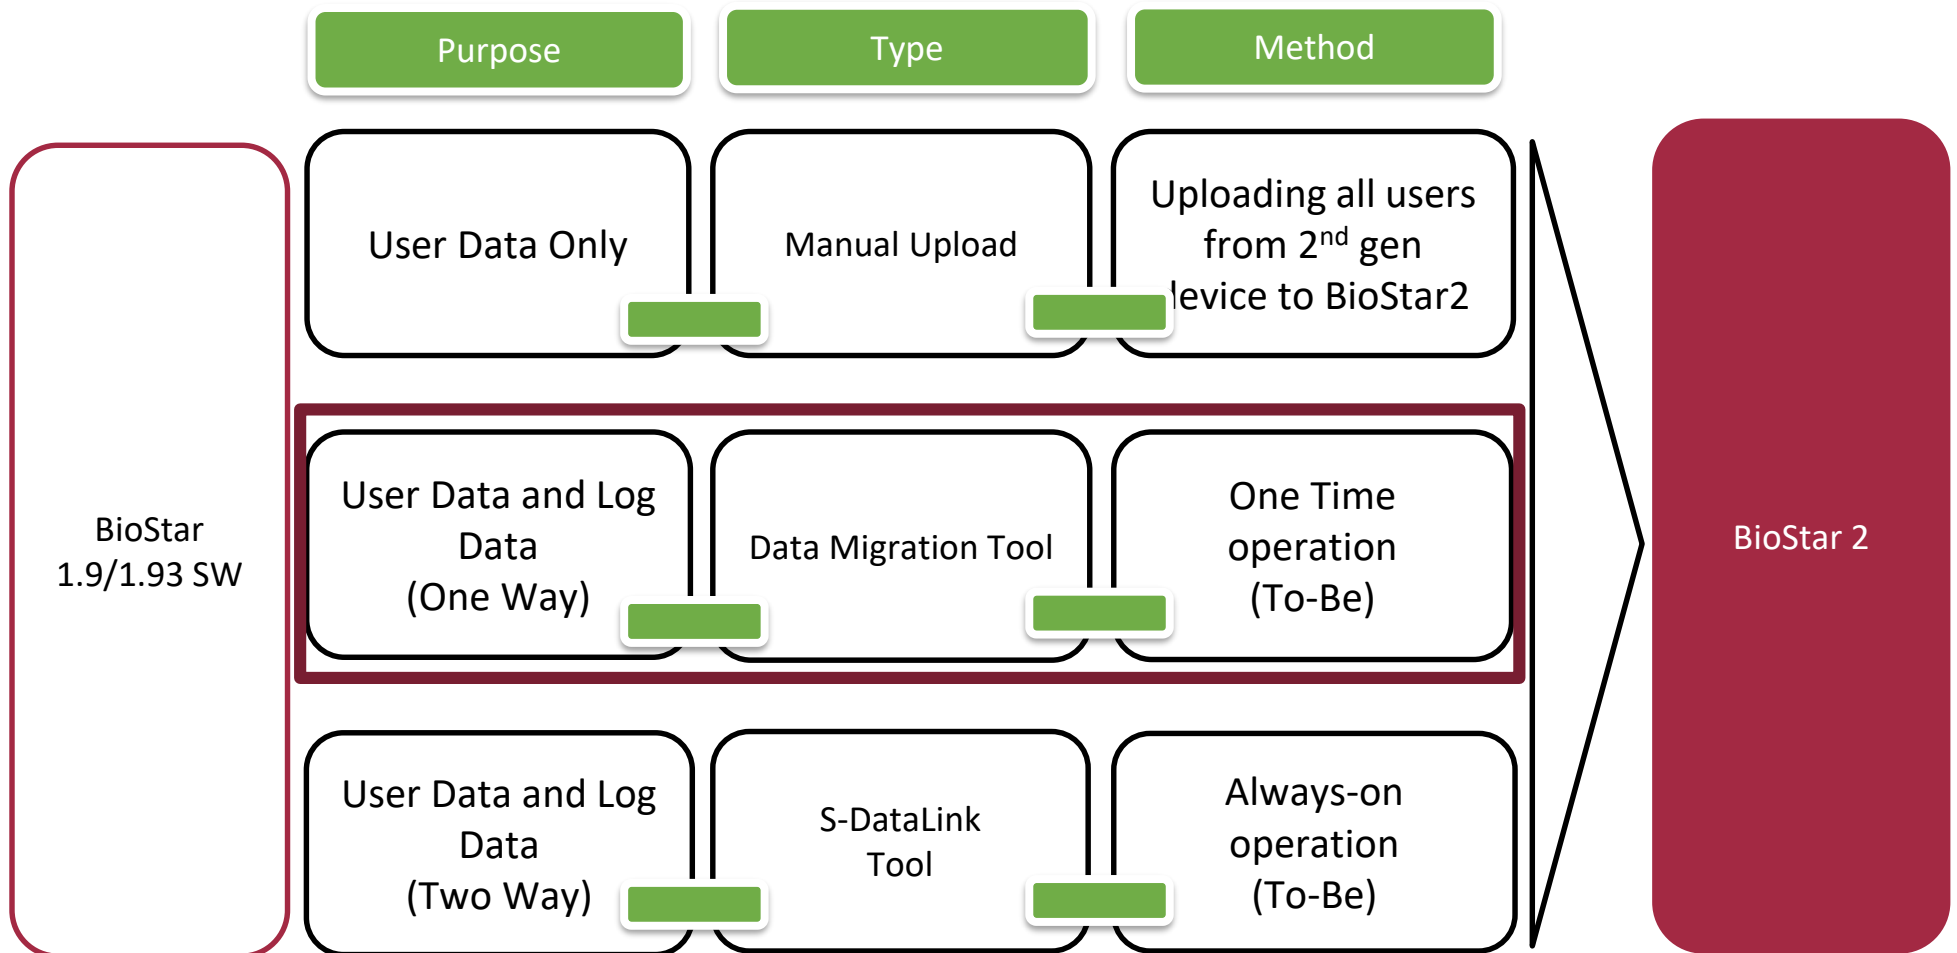 Purpose
Type
Method
BioStar
1.9/1.93 SW
User Data Only
Manual Upload
Uploading all users
from 2nd gen
device to BioStar2
User Data and Log
Data
(One Way)
Data Migration Tool
One Time
operation
(To-Be)
User Data and Log
Data
(Two Way)
S-DataLink
Tool
Always-on
operation
(To-Be)
BioStar 2